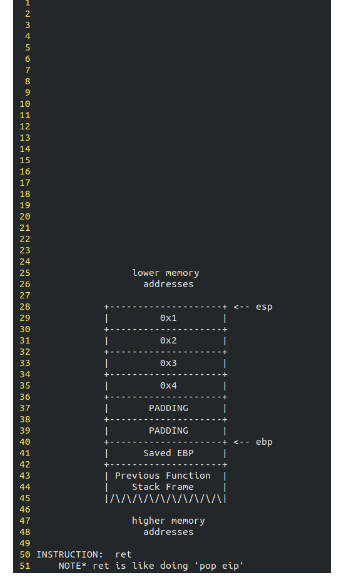 1
2
3
4
5
6
7
8
9
10
11
12
13
14
15
16
17
18
19
20
21
22
23
24
25 lower memory
26 addresses
27
28 +-------------------+ <-- esp
29 | 0x1 |
30 +-------------------+
31 | 0x2 |
32 +-------------------+
33 | 0x3 |
34 +-------------------+
35 | 0x4 |
36 +-------------------+
37 | PADDING |
38 +-------------------+
39 | PADDING |
40 +-------------------+ <-- ebp
41 | Saved EBP |
42 +-------------------+
43 | Previous Function |
44 | Stack Frame |
45 |/\/\/\/\/\/\/\/\/\/\|
46
47 higher memory
48 addresses
49
50 INSTRUCTION: ret
51 NOTE* ret is like doing 'pop eip'